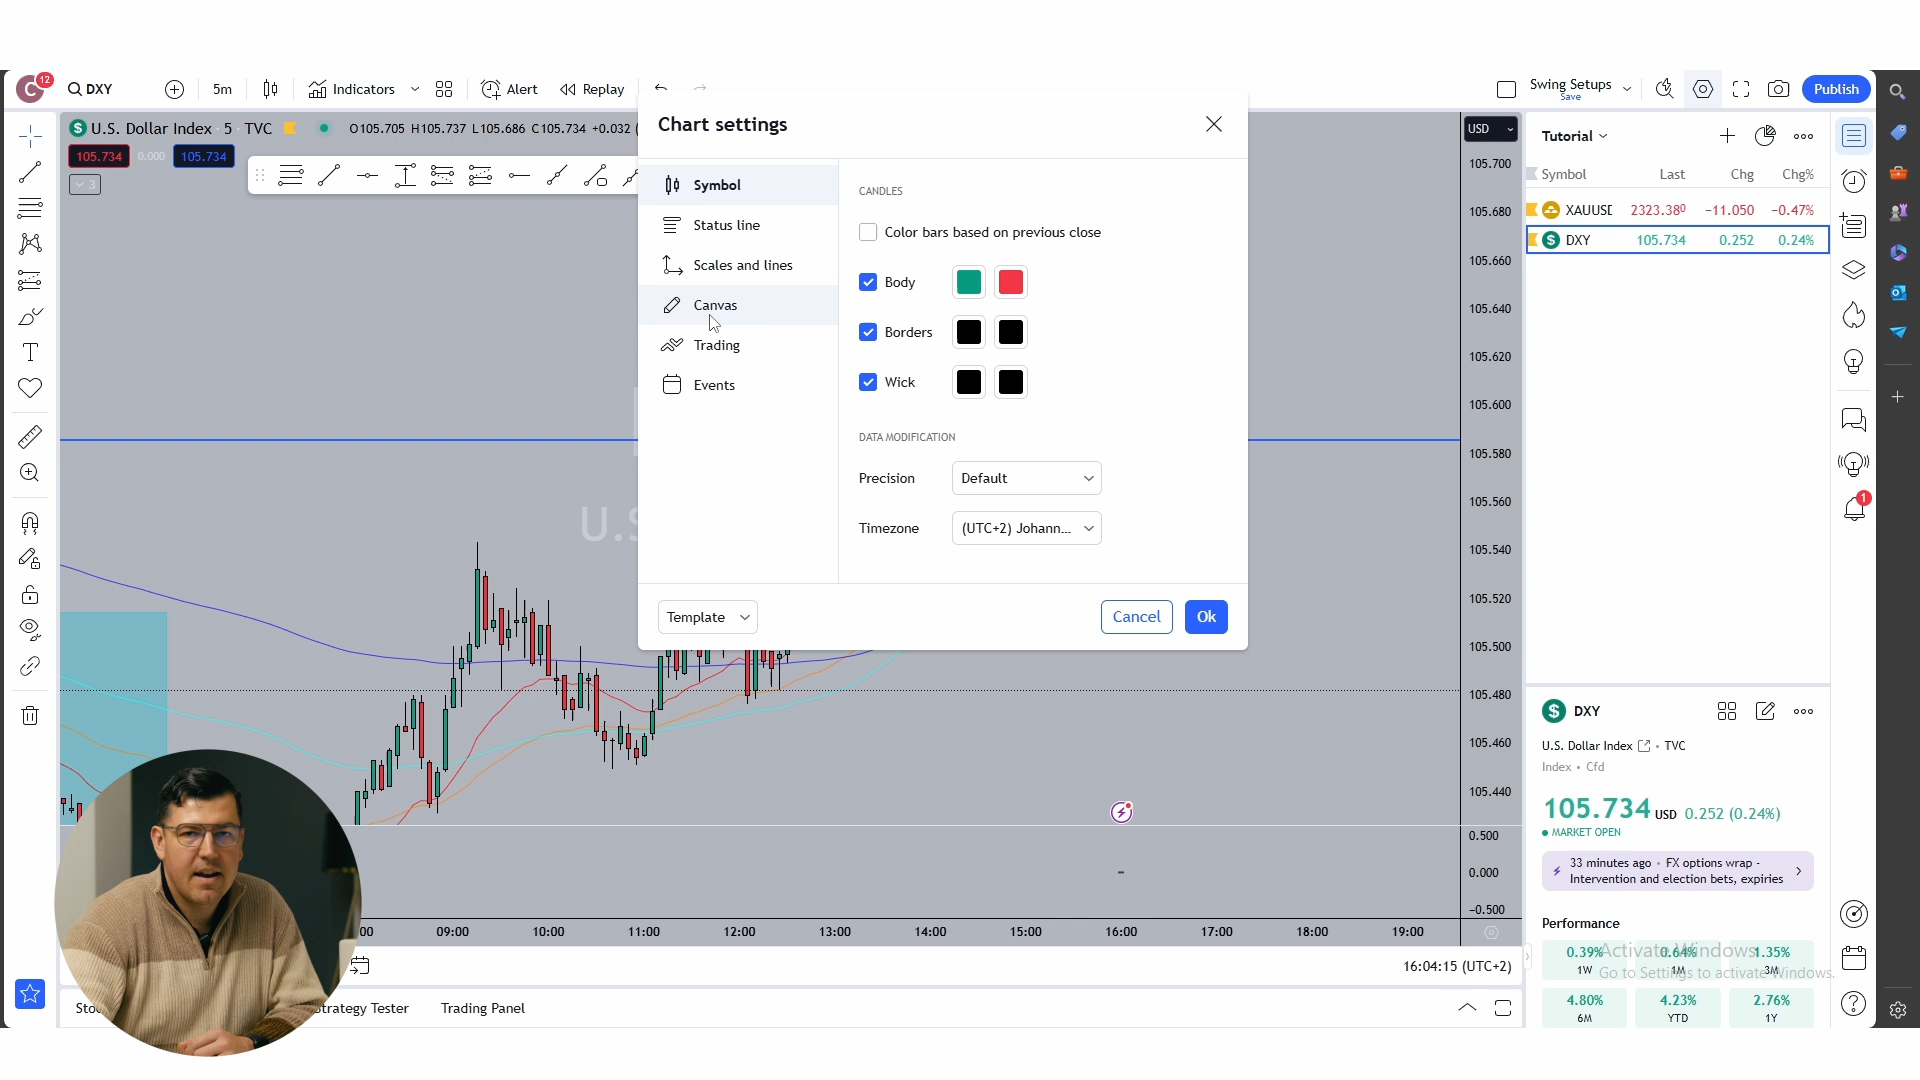 C
12
DXY
5m
Indicators
Alert
Replay
Swing Setups
Save
Publish
$ U.S. Dollar Index · 5 · TVC
O105.705 H105.737 L105.686 C105.734 +0.032 (
105.734
0.000
105.734
3
Chart settings
Symbol
Status line
Scales and lines
Canvas
Trading
Events
CANDLES
Color bars based on previous close
Body
Borders
Wick
DATA MODIFICATION
Precision
Default
Timezone
(UTC+2) Johann...
Template
Cancel
Ok
U.S
USD
105.700
105.680
105.660
105.640
105.620
105.600
105.580
105.560
105.540
105.520
105.500
105.480
105.460
105.440
0.500
0.000
−0.500
00
09:00
10:00
11:00
12:00
13:00
14:00
15:00
16:00
17:00
18:00
19:00
16:04:15 (UTC+2)
Strategy Tester
Trading Panel
Tutorial
Symbol Last Chg Chg%
XAUUSD 2323.380 −11.050 −0.47%
$ DXY 105.734 0.252 0.24%
1
$ DXY
U.S. Dollar Index • TVC
Index • Cfd
105.734 USD 0.252 (0.24%)
MARKET OPEN
33 minutes ago • FX options wrap -
Intervention and election bets, expiries
Performance
0.39%
1W
0.64%
1M
1.35%
3M
4.80%
6M
4.23%
YTD
2.76%
1Y
Activate Windows
Go to Settings to activate Windows.